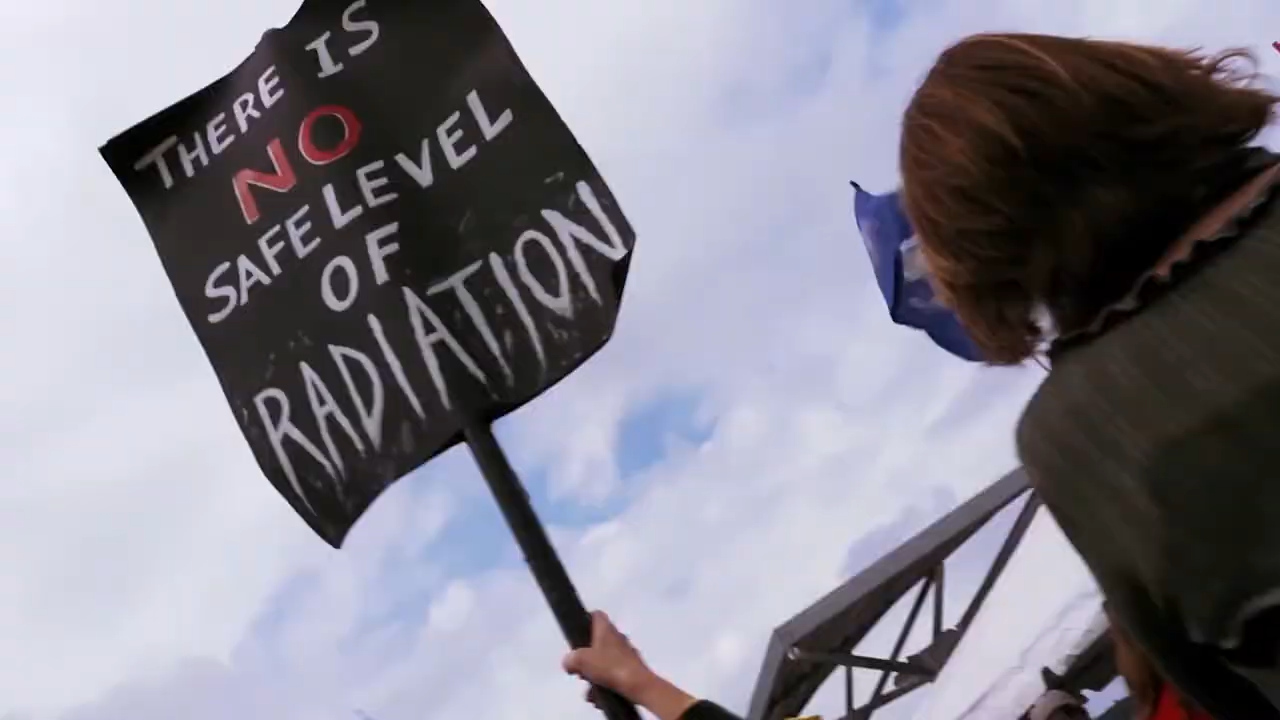 THERE IS
NO
SAFE LEVEL
OF
RADIATION